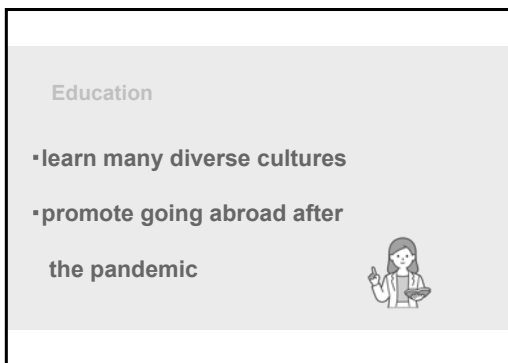 Education
▪learn many diverse cultures
▪promote going abroad after
the pandemic